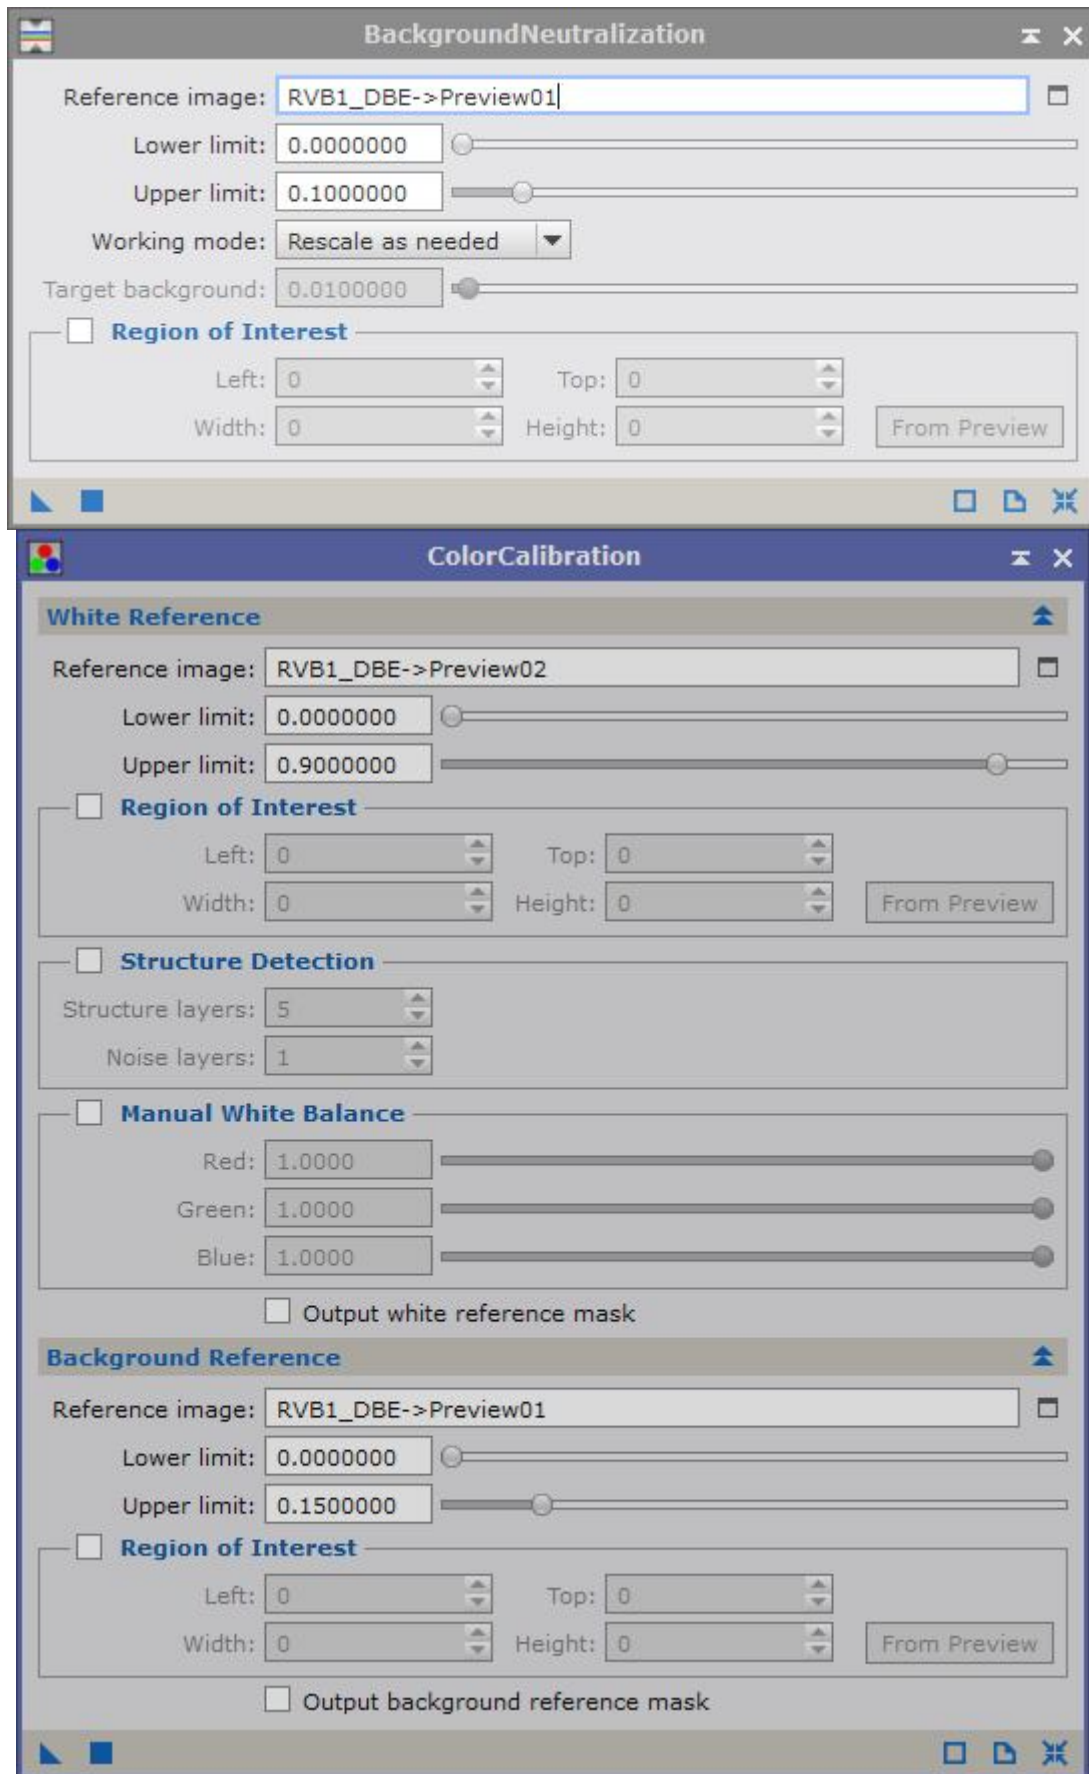 BackgroundNeutralization
Reference image: RVB1_DBE->Preview01
Lower limit: 0.0000000
Upper limit: 0.1000000
Working mode: Rescale as needed
Target background: 0.0100000
Region of Interest
Left: 0 Top: 0
Width: 0 Height: 0 From Preview
ColorCalibration
White Reference
Reference image: RVB1_DBE->Preview02
Lower limit: 0.0000000
Upper limit: 0.9000000
Region of Interest
Left: 0 Top: 0
Width: 0 Height: 0 From Preview
Structure Detection
Structure layers: 5
Noise layers: 1
Manual White Balance
Red: 1.0000
Green: 1.0000
Blue: 1.0000
Output white reference mask
Background Reference
Reference image: RVB1_DBE->Preview01
Lower limit: 0.0000000
Upper limit: 0.1500000
Region of Interest
Left: 0 Top: 0
Width: 0 Height: 0 From Preview
Output background reference mask